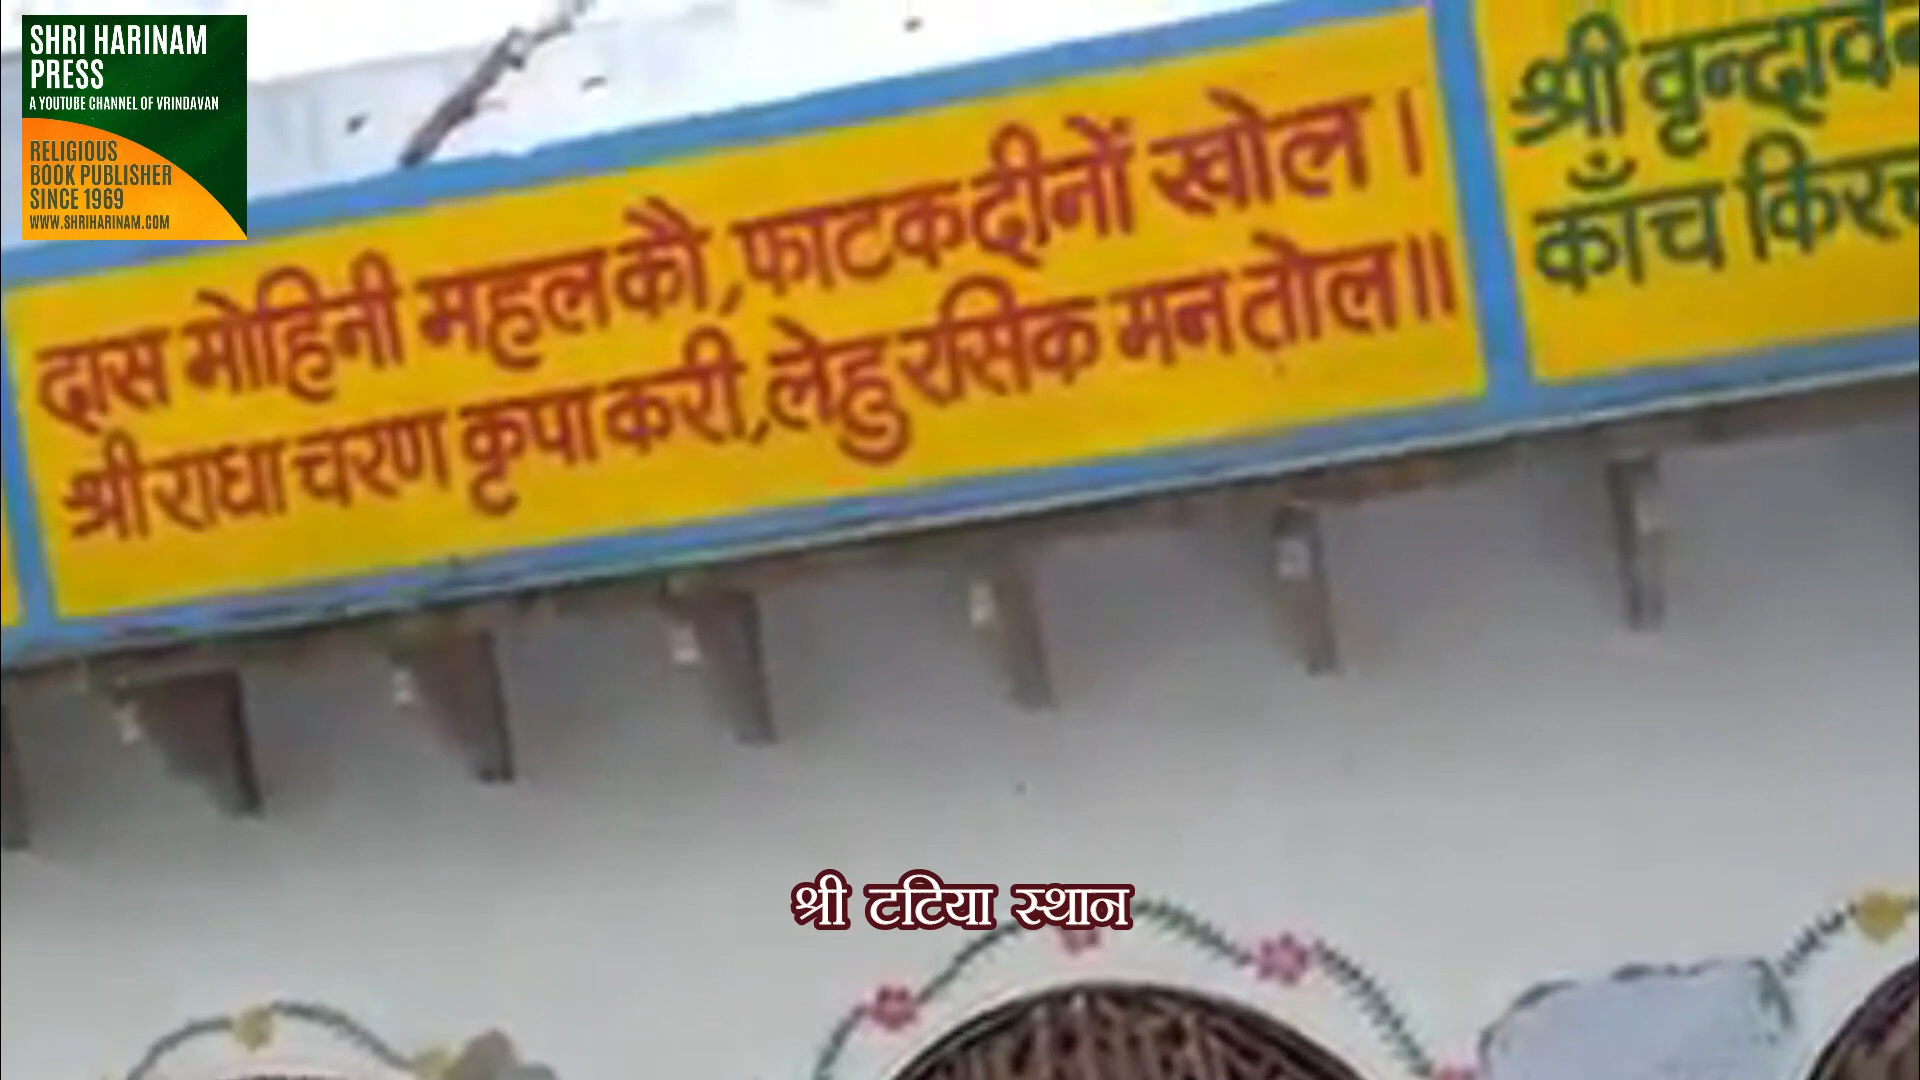 SHRI HARINAM
PRESS
A YOUTUBE CHANNEL OF VRINDAVAN
RELIGIOUS
BOOK PUBLISHER
SINCE 1969
WWW.SHRIHARINAM.COM
दास मोहिनी महल कौ, फाटक दीनों खोल ।
श्री राधा चरण कृपा करी, लेहु रसिक मन तोल ॥
श्री
काँच
श्री टटिया स्थान